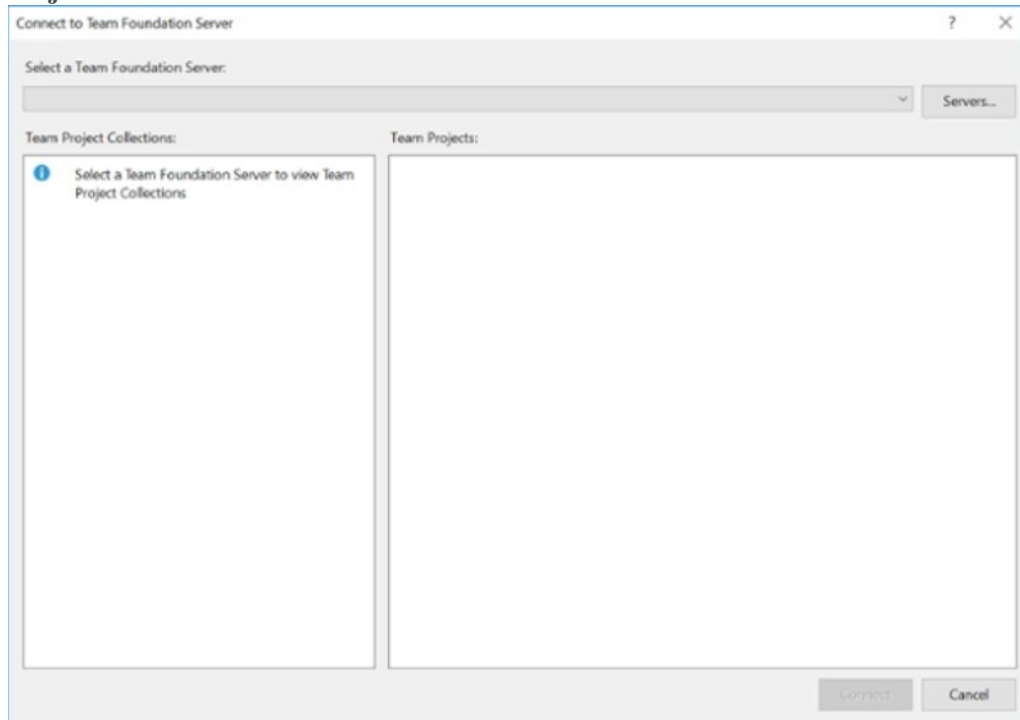 Connect to Team Foundation Server
?
Select a Team Foundation Server:
Servers...
Team Project Collections:
Team Projects:
Select a Team Foundation Server to view Team
Project Collections
Connect
Cancel